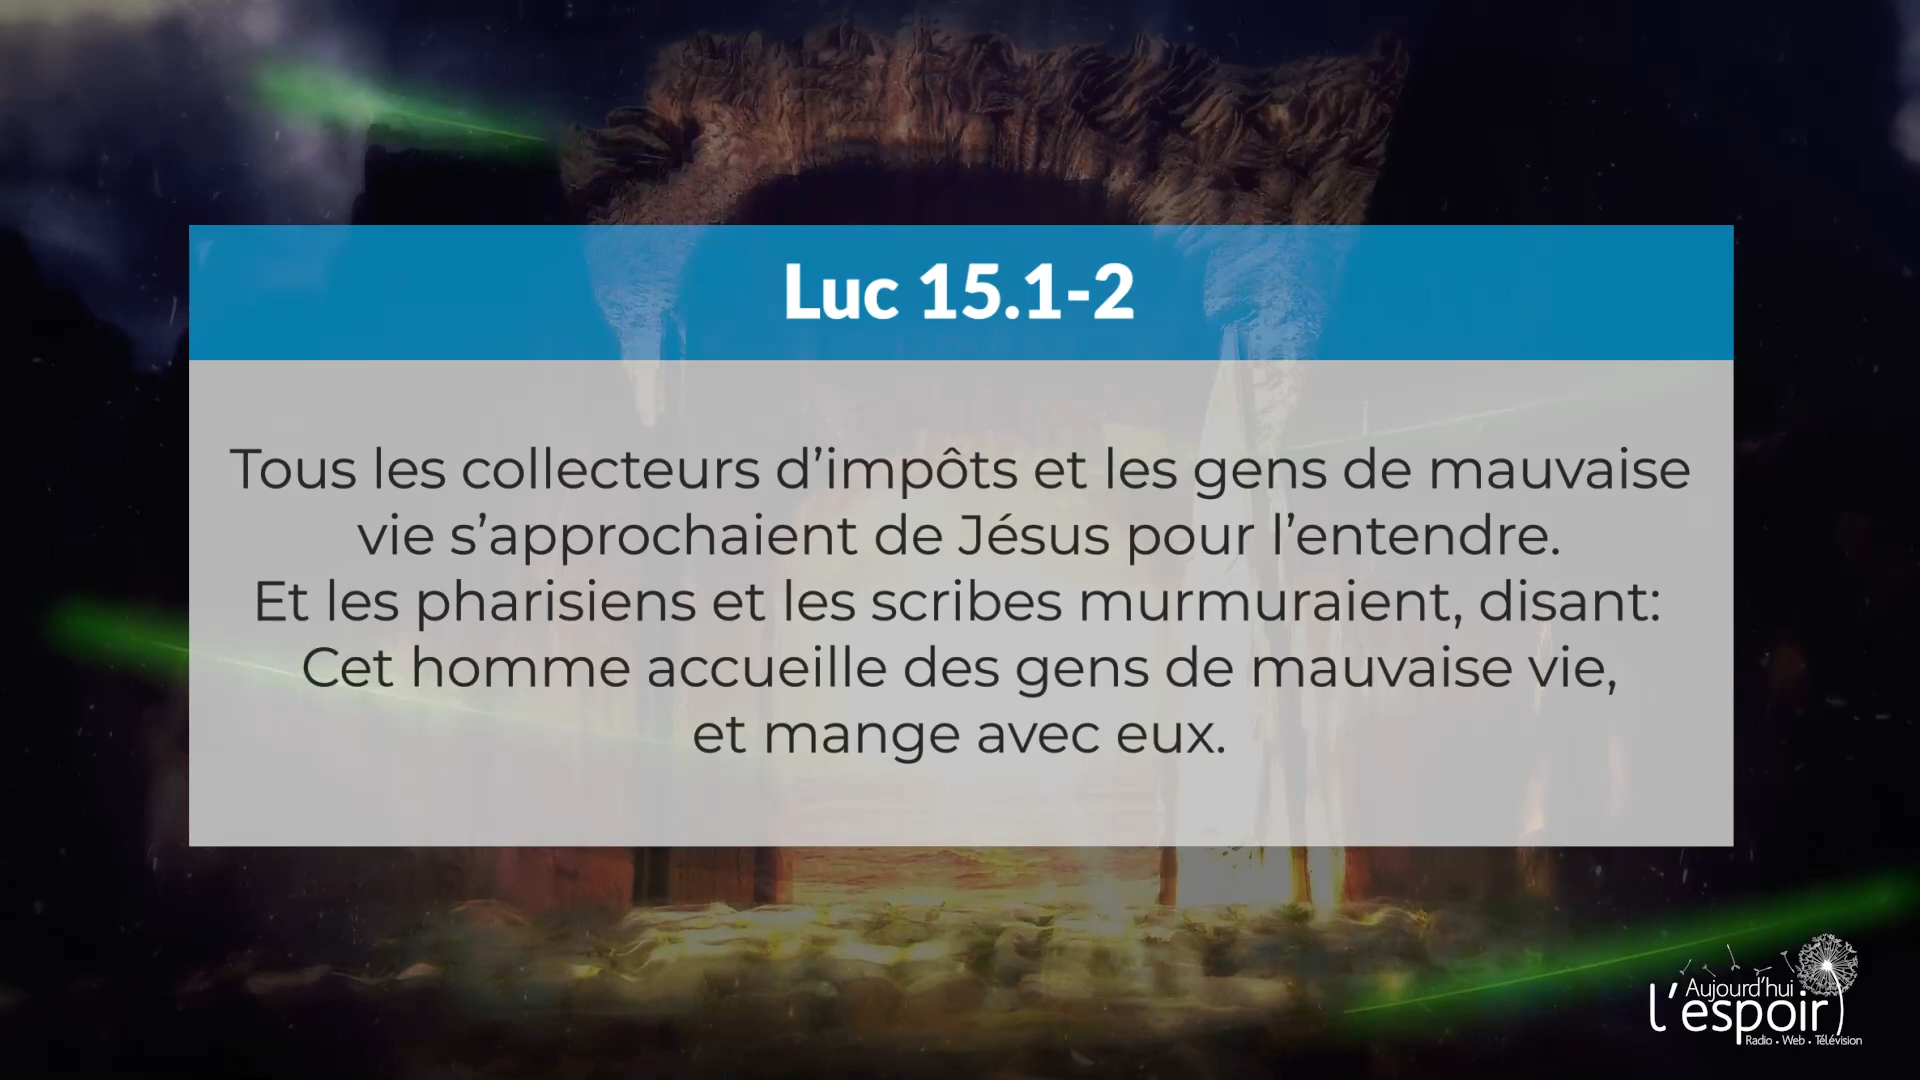 Luc 15.1-2
Tous les collecteurs d’impôts et les gens de mauvaise
vie s’approchaient de Jésus pour l’entendre.
Et les pharisiens et les scribes murmuraient, disant:
Cet homme accueille des gens de mauvaise vie,
et mange avec eux.
Aujourd’hui
l’espoir
Radio • Web • Télévision